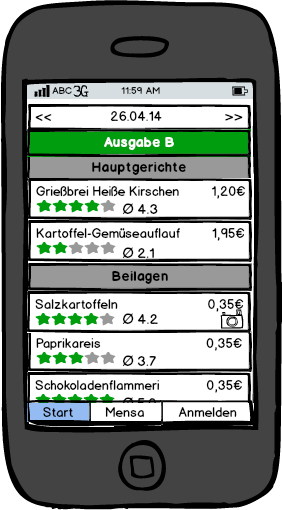 ABC 3G 11:59 AM
<< 26.04.14 >>
Ausgabe B
Hauptgerichte
Grießbrei Heiße Kirschen 1,20€
Ø 4.3
Kartoffel-Gemüseauflauf 1,95€
Ø 2.1
Beilagen
Salzkartoffeln 0,35€
Ø 4.2
Paprikareis 0,35€
Ø 3.7
Schokoladenflammeri 0,35€
Start Mensa Anmelden